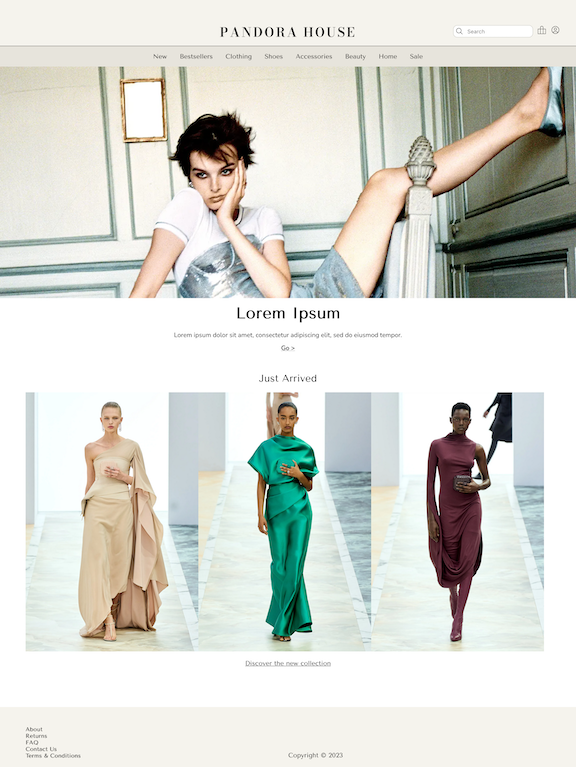 PANDORA HOUSE
Search
New Bestsellers Clothing Shoes Accessories Beauty Home Sale
Lorem Ipsum
Lorem ipsum dolor sit amet, consectetur adipiscing elit, sed do eiusmod tempor.
Go >
Just Arrived
Discover the new collection
About
Returns
FAQ
Contact Us
Terms & Conditions
Copyright © 2023